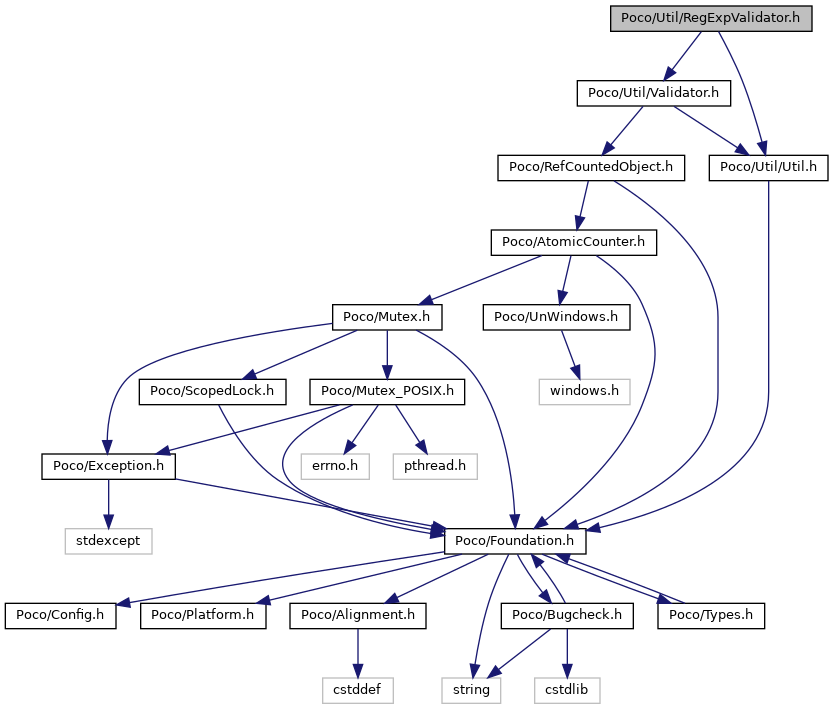 Poco/Util/RegExpValidator.h
Poco/Util/Validator.h
Poco/RefCountedObject.h
Poco/Util/Util.h
Poco/AtomicCounter.h
Poco/Mutex.h
Poco/UnWindows.h
Poco/ScopedLock.h
Poco/Mutex_POSIX.h
windows.h
Poco/Exception.h
errno.h
pthread.h
stdexcept
Poco/Foundation.h
Poco/Config.h
Poco/Platform.h
Poco/Alignment.h
Poco/Bugcheck.h
Poco/Types.h
cstddef
string
cstdlib